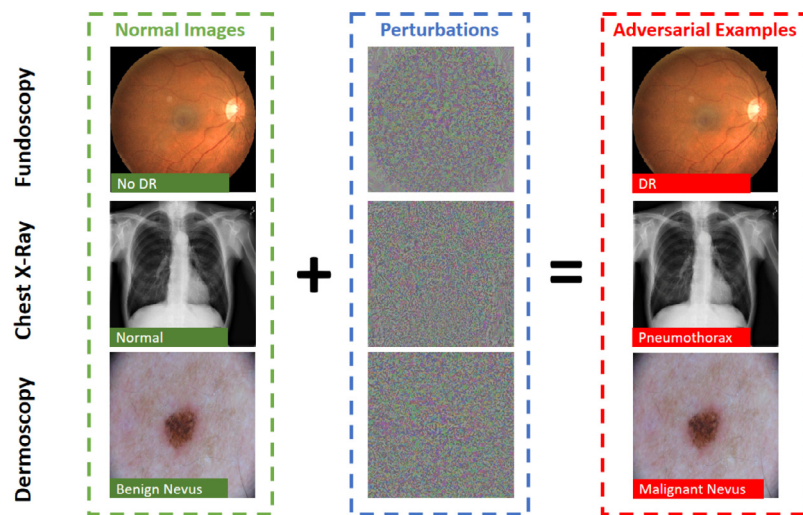 Normal Images
Perturbations
Adversarial Examples
Fundoscopy
No DR
DR
Chest X-Ray
+
=
Normal
Pneumothorax
Dermoscopy
Benign Nevus
Malignant Nevus